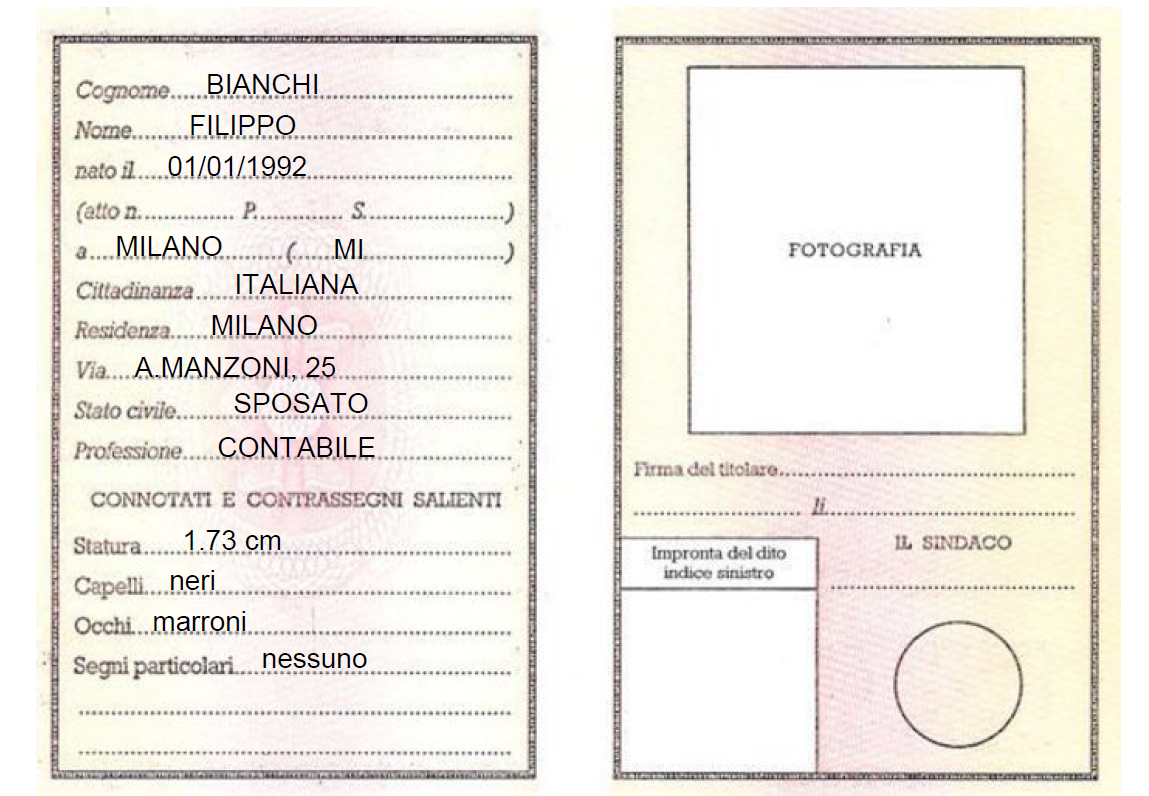 Cognome BIANCHI
Nome FILIPPO
nato il 01/01/1992
(atto n. P. S. )
a MILANO ( MI )
Cittadinanza ITALIANA
Residenza MILANO
Via A.MANZONI, 25
Stato civile SPOSATO
Professione CONTABILE
CONNOTATI E CONTRASSEGNI SALIENTI
Statura 1.73 cm
Capelli neri
Occhi marroni
Segni particolari nessuno
FOTOGRAFIA
Firma del titolare
li
Impronta del dito
indice sinistro
IL SINDACO